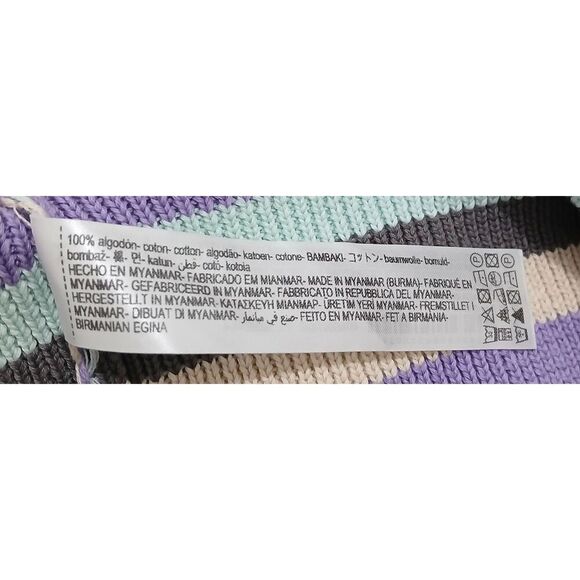 100% algodón- coton- cotton- algodão- katoen- cotone- BAMBAKI- コットン- baumwolle- bomuld-
bombaž- 棉- 면- katun- قطن- cotó- kotoia
HECHO EN MYANMAR- FABRICADO EM MIANMAR- MADE IN MYANMAR (BURMA)- FABRIQUÉ EN
MYANMAR- GEFABRICEERD IN MYANMAR- FABBRICATO IN REPUBBLICA DEL MYANMAR-
HERGESTELLT IN MYANMAR- ΚΑΤΑΣΚΕΥΗ ΜΙΑΝΜΑΡ- ÜRETIM YERI MYANMAR- FREMSTILLET I
MYANMAR- DIBUAT DI MYANMAR- صنع في ميانمار- FEITO EN MYANMAR- FET A BIRMÀNIA-
BIRMANIAN EGINA